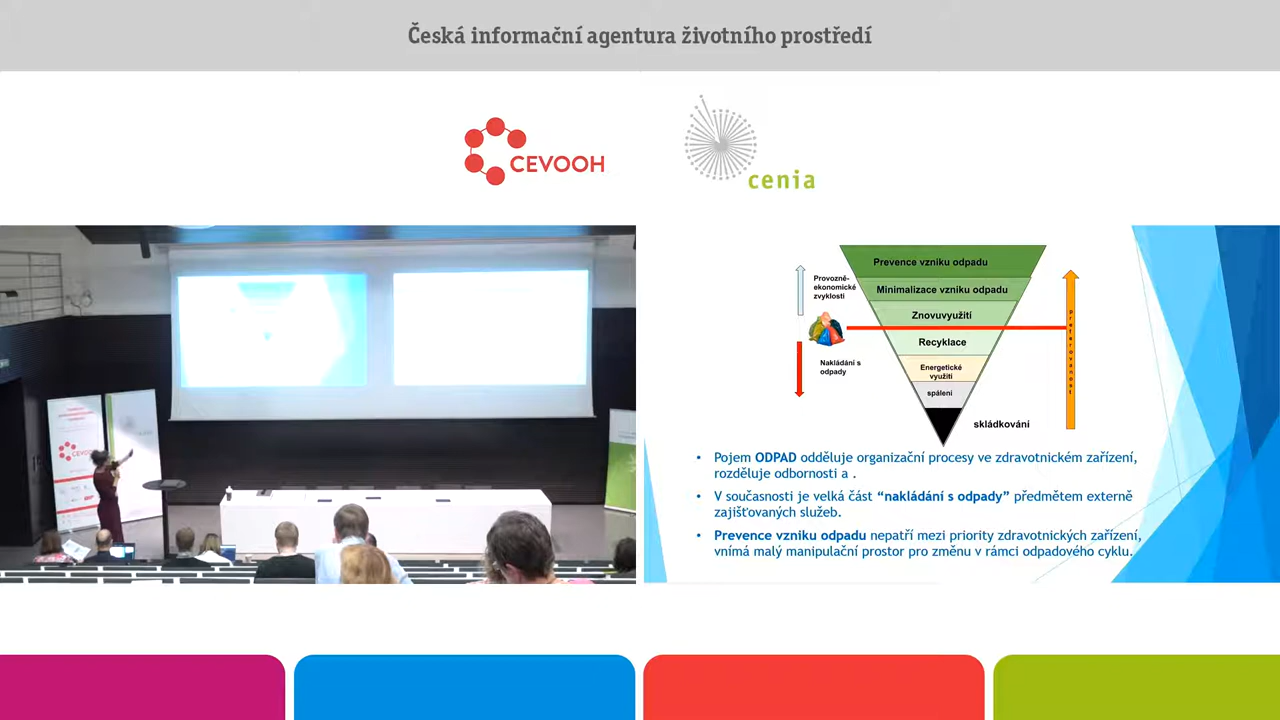 Česká informační agentura životního prostředí
CEVOOH
cenia
CEVOOH
Prevence vzniku odpadu
Minimalizace vzniku odpadu
Znovuvyužití
Recyklace
Energetické
využití
spálení
skládkování
Provozně-
ekonomické
zvyklosti
Nakládání s
odpady
preferovanost
• Pojem ODPAD odděluje organizační procesy ve zdravotnickém zařízení,
rozděluje odbornosti a .
• V současnosti je velká část “nakládání s odpady” předmětem externě
zajišťovaných služeb.
• Prevence vzniku odpadu nepatří mezi priority zdravotnických zařízení,
vnímá malý manipulační prostor pro změnu v rámci odpadového cyklu.